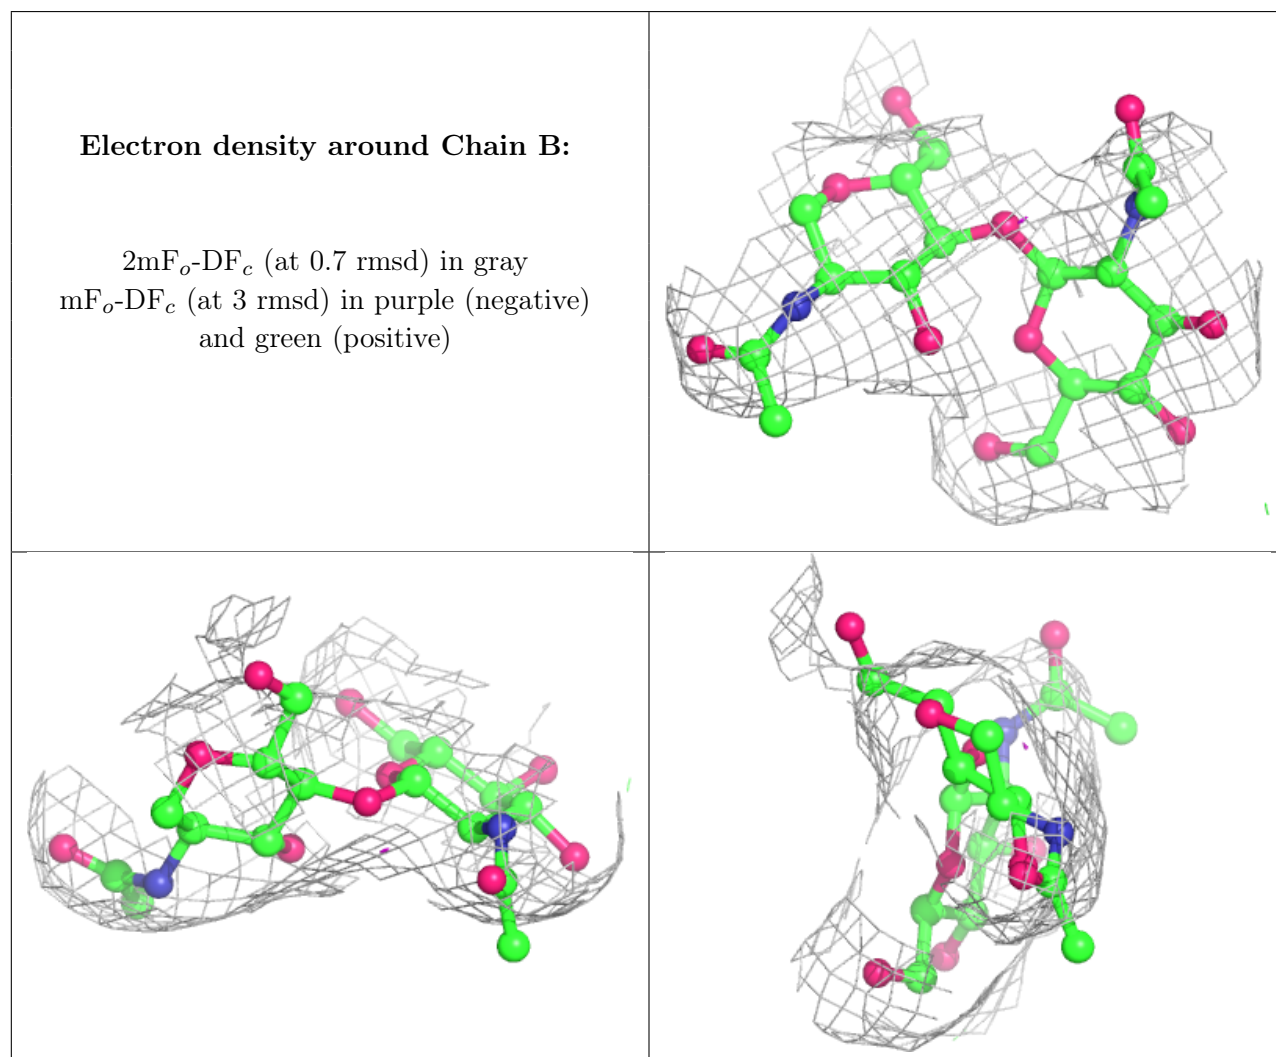 Electron density around Chain B:
2mFo-DFc (at 0.7 rmsd) in gray
mFo-DFc (at 3 rmsd) in purple (negative)
and green (positive)